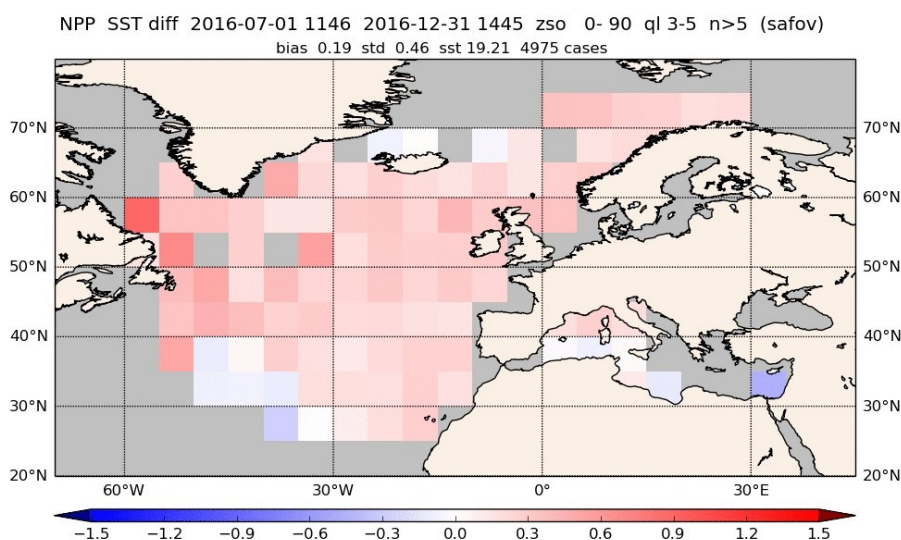 NPP SST diff 2016-07-01 1146 2016-12-31 1445 zso 0- 90 ql 3-5 n>5 (safov)
bias 0.19 std 0.46 sst 19.21 4975 cases
70°N
70°N
60°N
60°N
50°N
50°N
40°N
40°N
30°N
30°N
20°N
20°N
60°W 30°W 0° 30°E
−1.5 −1.2 −0.9 −0.6 −0.3 0.0 0.3 0.6 0.9 1.2 1.5